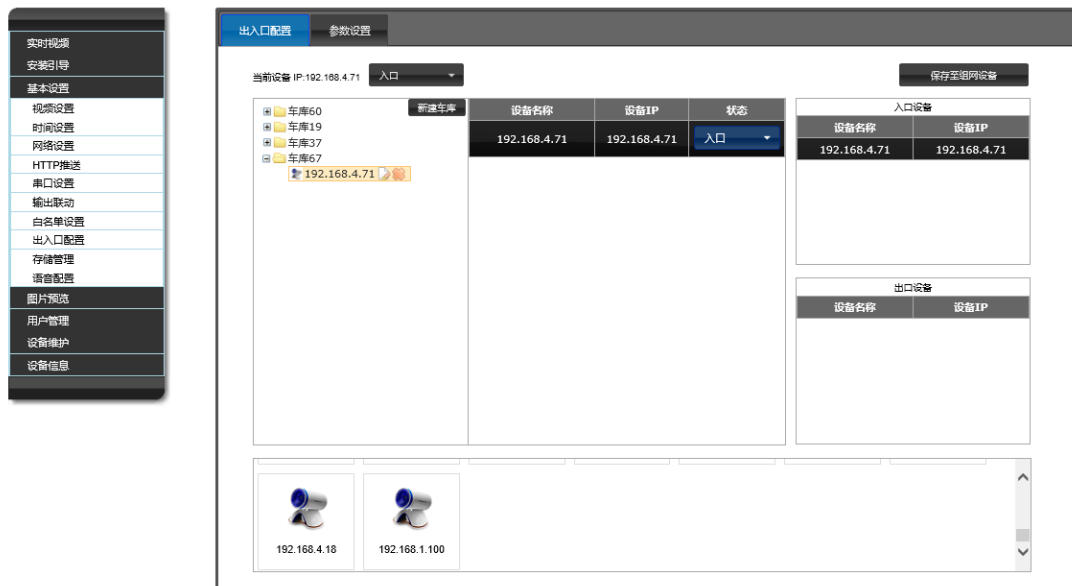 实时视频
安装引导
基本设置
视频设置
时间设置
网络设置
HTTP推送
串口设置
输出联动
白名单设置
出入口配置
存储管理
语音配置
图片预览
用户管理
设备维护
设备信息
出入口配置 参数设置
当前设备 IP:192.168.4.71 入口 保存至组网设备
新建车库
车库60
车库19
车库37
车库67
192.168.4.71
设备名称 设备IP 状态
192.168.4.71 192.168.4.71 入口
入口设备
设备名称 设备IP
192.168.4.71 192.168.4.71
出口设备
设备名称 设备IP
192.168.4.18 192.168.1.100